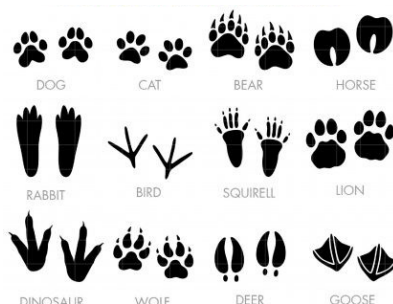 DOG CAT BEAR HORSE
RABBIT BIRD SQUIRELL LION
DINOSAUR WOLF DEER GOOSE